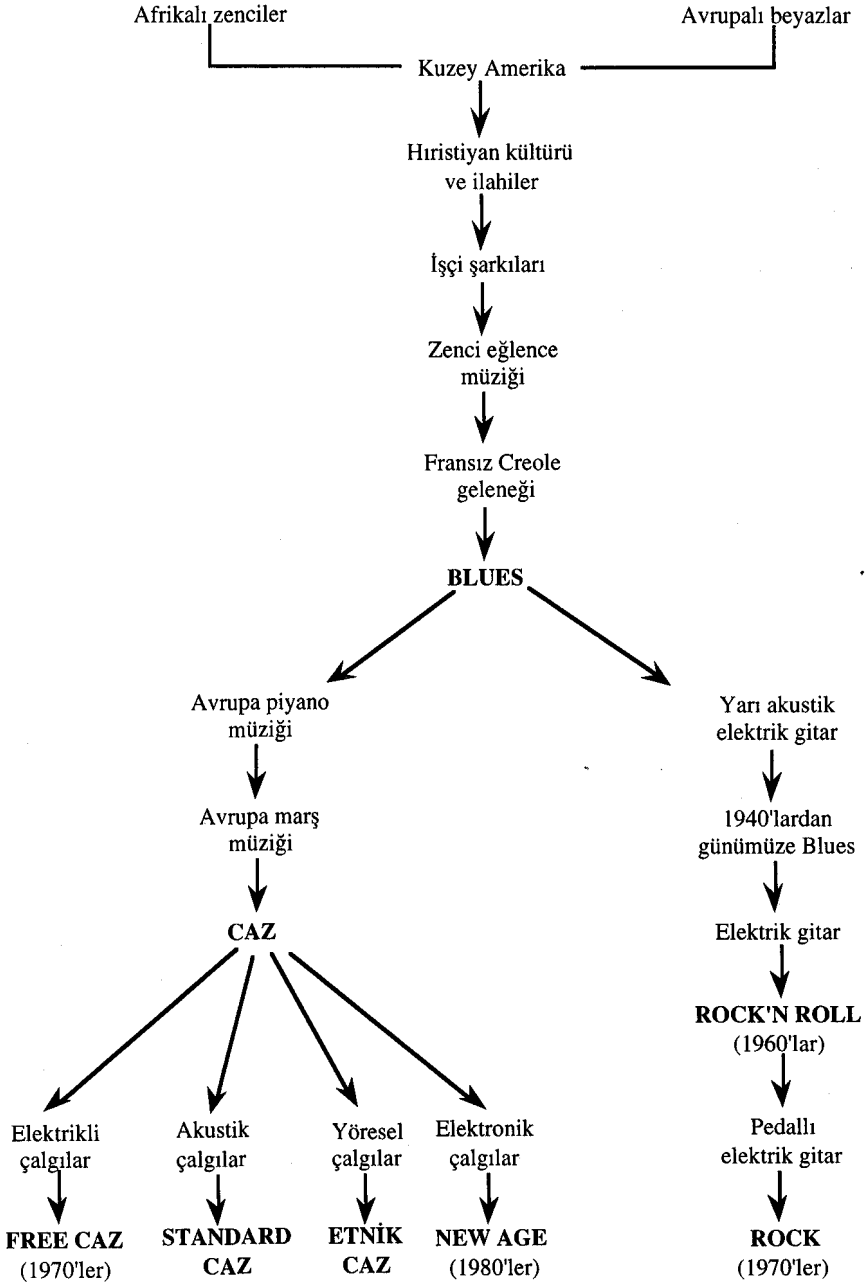 Afrikalı zenciler
Avrupalı beyazlar
Kuzey Amerika
Hıristiyan kültürü
ve ilahiler
İşçi şarkıları
Zenci eğlence
müziği
Fransız Creole
geleneği
BLUES
Avrupa piyano
müziği
Avrupa marş
müziği
CAZ
Yarı akustik
elektrik gitar
1940'lardan
günümüze Blues
Elektrik gitar
ROCK'N ROLL
(1960'lar)
Elektrikli
çalgılar
Akustik
çalgılar
Yöresel
çalgılar
Elektronik
çalgılar
Pedallı
elektrik gitar
FREE CAZ
(1970'ler)
STANDARD
CAZ
ETNİK
CAZ
NEW AGE
(1980'ler)
ROCK
(1970'ler)